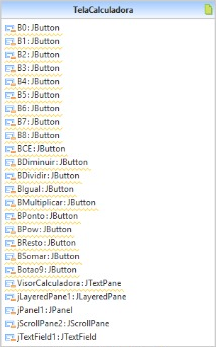 TelaCalculadora
B0:JButton
B1:JButton
B2:JButton
B3:JButton
B4:JButton
B5:JButton
B6:JButton
B7:JButton
B8:JButton
BCE:JButton
BDiminuir:JButton
BDividir:JButton
BIgual:JButton
BMultiplicar:JButton
BPonto:JButton
BPow:JButton
BResto:JButton
BSomar:JButton
Botao9:JButton
VisorCalculadora:JTextPane
jLayeredPane1:JLayeredPane
jPanel1:JPanel
jScrollPane2:JScrollPane
jTextField1:JTextField